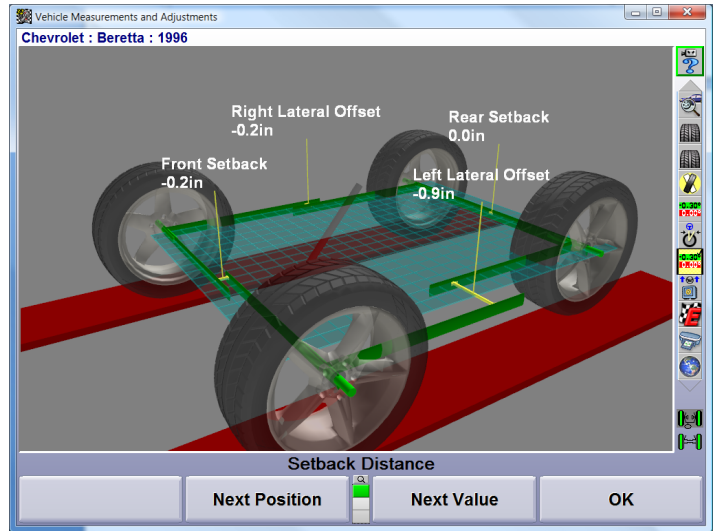 Vehicle Measurements and Adjustments
Chevrolet : Beretta : 1996
Right Lateral Offset
-0.2in
Rear Setback
0.0in
Front Setback
-0.2in
Left Lateral Offset
-0.9in
Setback Distance
Next Position
Next Value
OK